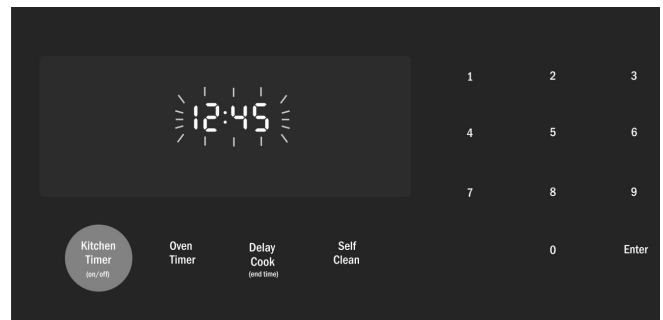 12:45
1 2 3
4 5 6
7 8 9
0 Enter
Kitchen
Timer
(on/off)
Oven
Timer
Delay
Cook
(end time)
Self
Clean